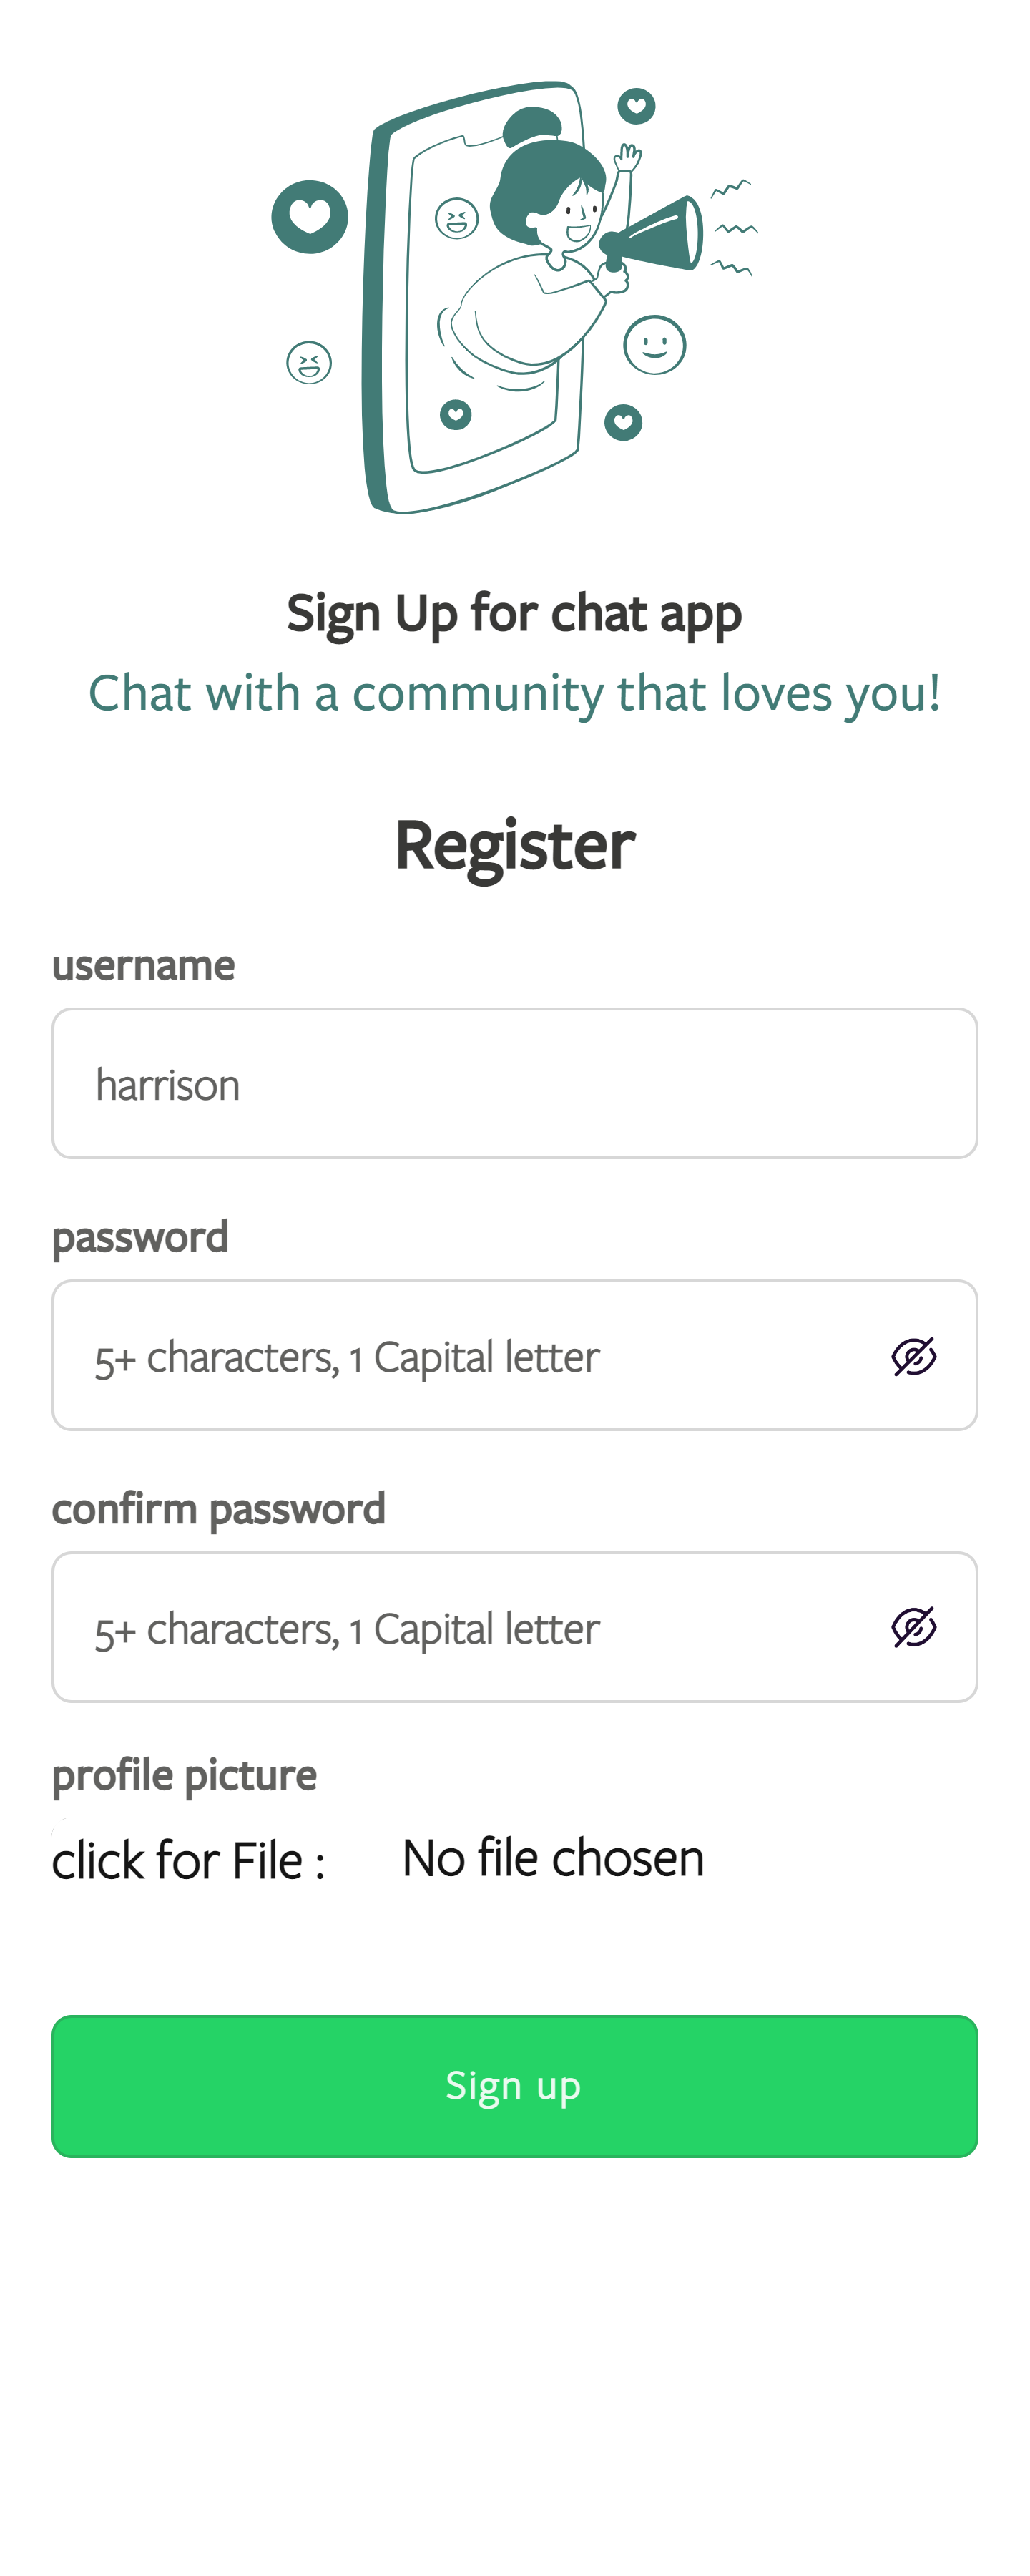 Sign Up for chat app
Chat with a community that loves you!
Register
username
harrison
password
5+ characters, 1 Capital letter
confirm password
5+ characters, 1 Capital letter
profile picture
click for File : No file chosen
Sign up